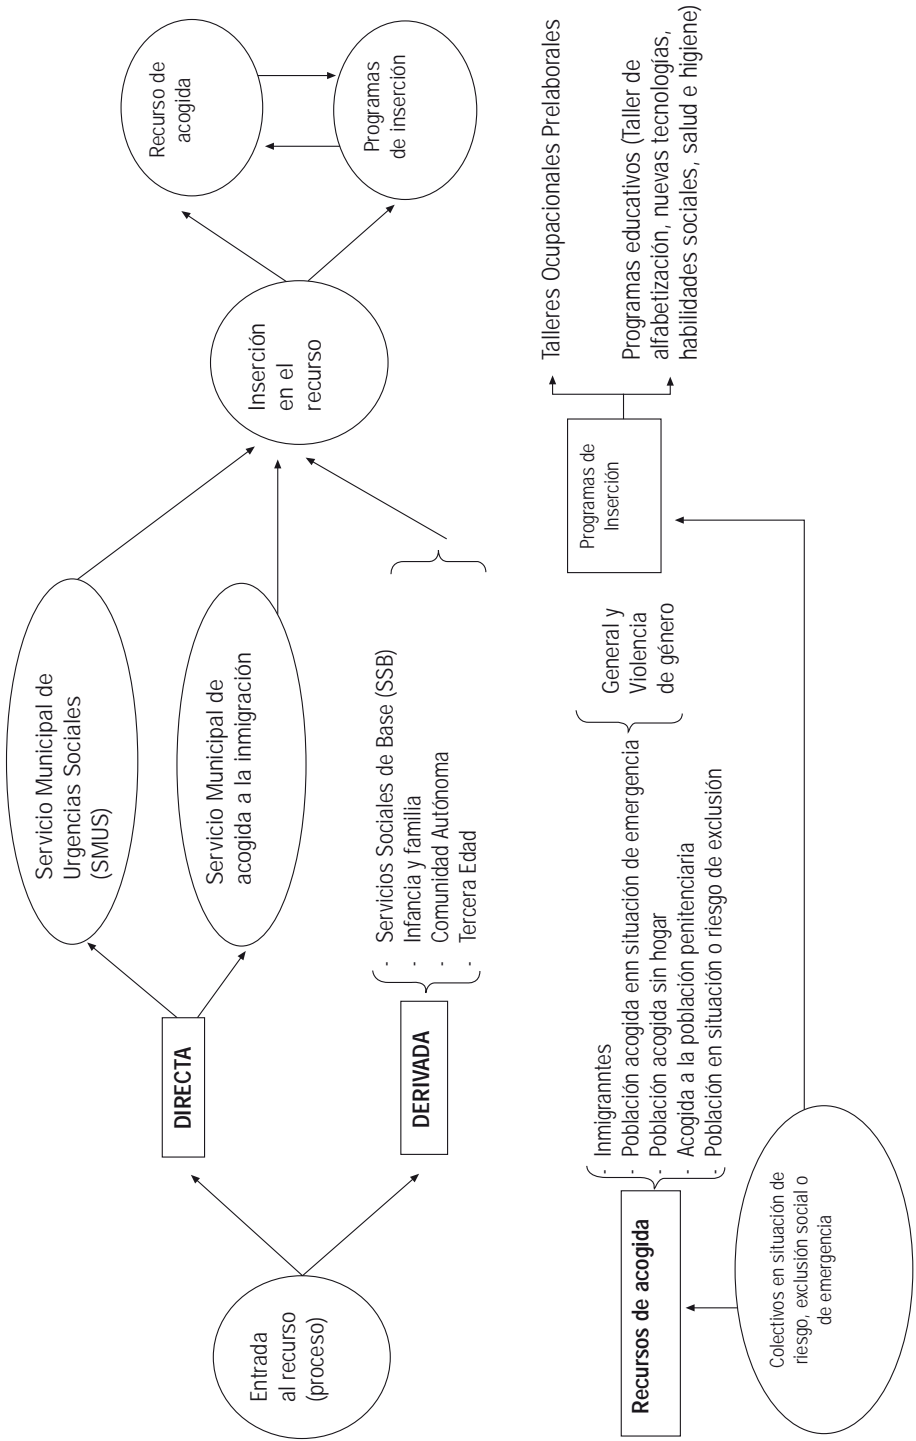 Entrada
al recurso
(proceso)
DIRECTA
DERIVADA
Servicio Municipal de
Urgencias Sociales
(SMUS)
Servicio Municipal de
acogida a la inmigración
- Servicios Sociales de Base (SSB)
- Infancia y familia
- Comunidad Autónoma
- Tercera Edad
Inserción
en el
recurso
Recurso de
acogida
Programas
de inserción
Recursos de acogida
- Inmigranntes
- Población acogida enn situación de emergencia
- Población acogida sin hogar
- Acogida a la población penitenciaria
- Población en situación o riesgo de exclusión
General y
Violencia
de género
Colectivos en situación de
riesgo, exclusión social o
de emergencia
Programas de
Inserción
Talleres Ocupacionales Prelaborales
Programas educativos (Taller de
alfabetización, nuevas tecnologías,
habilidades sociales, salud e higiene)